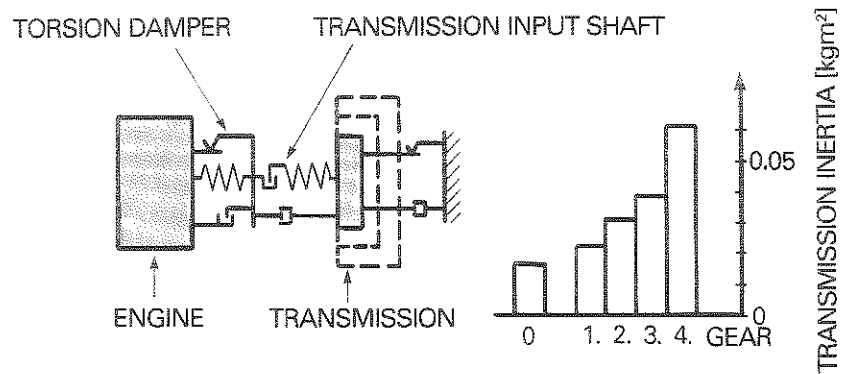 TORSION DAMPER
TRANSMISSION INPUT SHAFT
ENGINE
TRANSMISSION
TRANSMISSION INERTIA [kgm²]
0.05
0
0 1. 2. 3. 4. GEAR